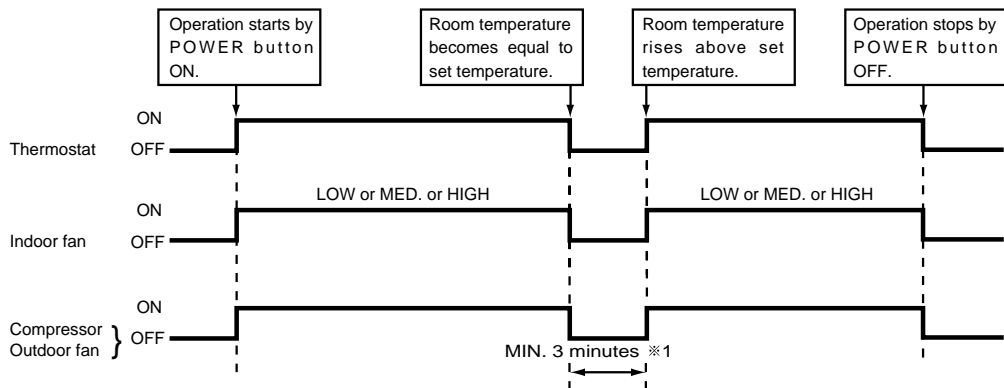 Operation starts by
POWER button
ON.
Room temperature
becomes equal to
set temperature.
Room temperature
rises above set
temperature.
Operation stops by
POWER button
OFF.
ON
Thermostat OFF
LOW or MED. or HIGH LOW or MED. or HIGH
ON
Indoor fan OFF
ON
Compressor
Outdoor fan } OFF
MIN. 3 minutes ※1